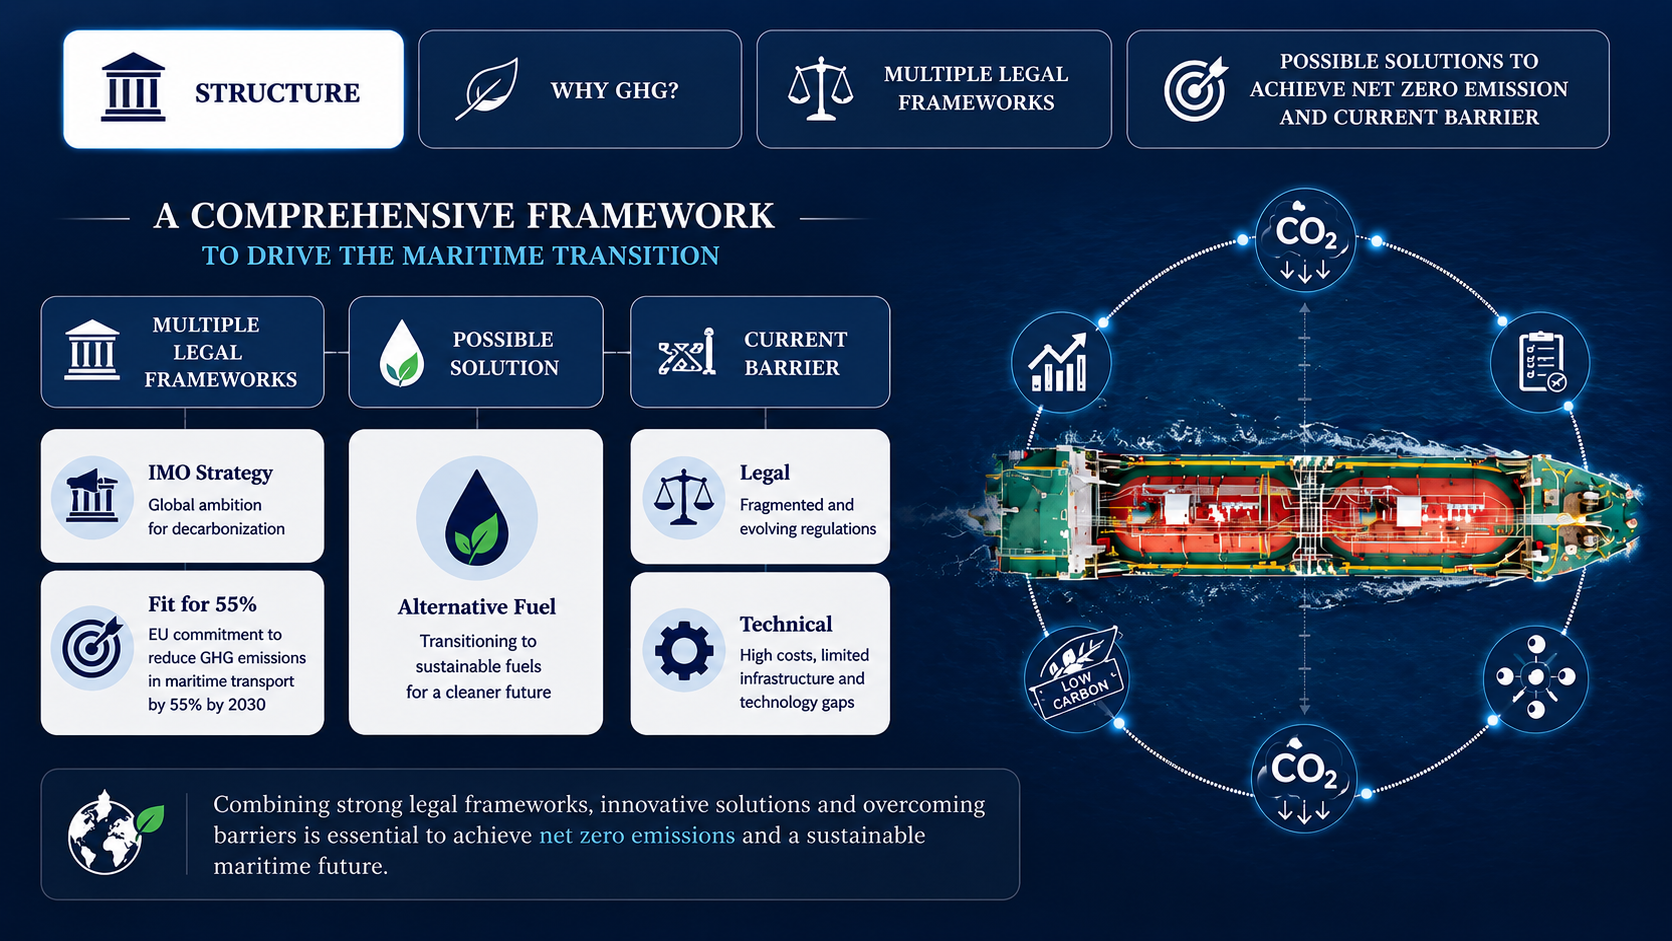 STRUCTURE
WHY GHG?
MULTIPLE LEGAL
FRAMEWORKS
POSSIBLE SOLUTIONS TO
ACHIEVE NET ZERO EMISSION
AND CURRENT BARRIER
A COMPREHENSIVE FRAMEWORK
TO DRIVE THE MARITIME TRANSITION
MULTIPLE
LEGAL
FRAMEWORKS
POSSIBLE
SOLUTION
CURRENT
BARRIER
IMO Strategy
Global ambition
for decarbonization
Fit for 55%
EU commitment to
reduce GHG emissions
in maritime transport
by 55% by 2030
Alternative Fuel
Transitioning to
sustainable fuels
for a cleaner future
Legal
Fragmented and
evolving regulations
Technical
High costs, limited
infrastructure and
technology gaps
CO₂
LOW
CARBON
CO₂
Combining strong legal frameworks, innovative solutions and overcoming
barriers is essential to achieve net zero emissions and a sustainable
maritime future.